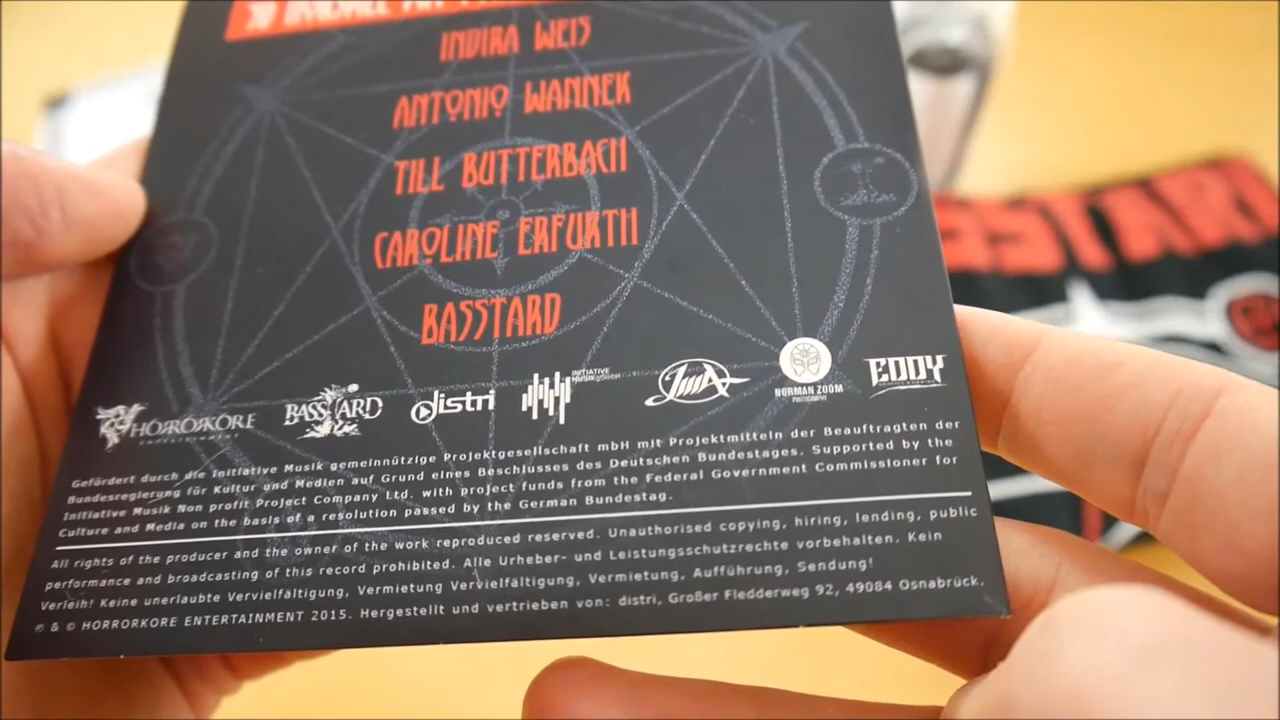 INDIRA WEIS
ANTONIO WANNEK
TILL BUTTERBACH
CAROLINE ERFURTH
BASSTARD
HORRORKORE
ENTERTAINMENT
BASSTARD
distri
INITIATIVE
MUSIK gGmbH
NORMAN ZOOM
PHOTOGRAPHY
EDDY
Gefördert durch die Initiative Musik gemeinnützige Projektgesellschaft mbH mit Projektmitteln der Beauftragten der
Bundesregierung für Kultur und Medien auf Grund eines Beschlusses des Deutschen Bundestages. Supported by the
Initiative Musik Non profit Project Company Ltd. with project funds from the Federal Government Commissioner for
Culture and Media on the basis of a resolution passed by the German Bundestag.
All rights of the producer and the owner of the work reproduced reserved. Unauthorised copying, hiring, lending, public
performance and broadcasting of this record prohibited. Alle Urheber- und Leistungsschutzrechte vorbehalten. Kein
Verleih! Keine unerlaubte Vervielfältigung, Vermietung Vervielfältigung, Vermietung, Aufführung, Sendung!
℗ & © HORRORKORE ENTERTAINMENT 2015. Hergestellt und vertrieben von: distri, Großer Fledderweg 92, 49084 Osnabrück.
SSTARD